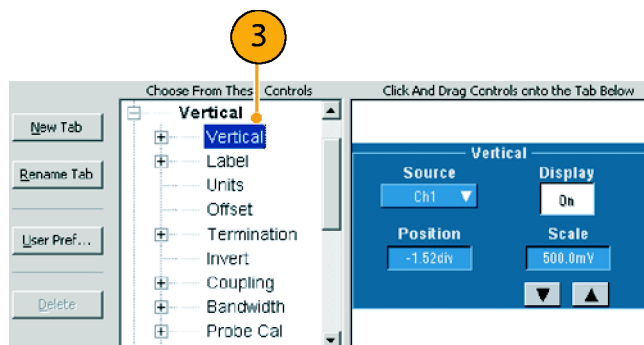 3
Choose From These Controls
Click And Drag Controls onto the Tab Below
New Tab
Rename Tab
User Pref...
Delete
Vertical
Vertical
Label
Units
Offset
Termination
Invert
Coupling
Bandwidth
Probe Cal
Vertical
Source
Display
Ch1
On
Position
Scale
-1.52div
500.0mV